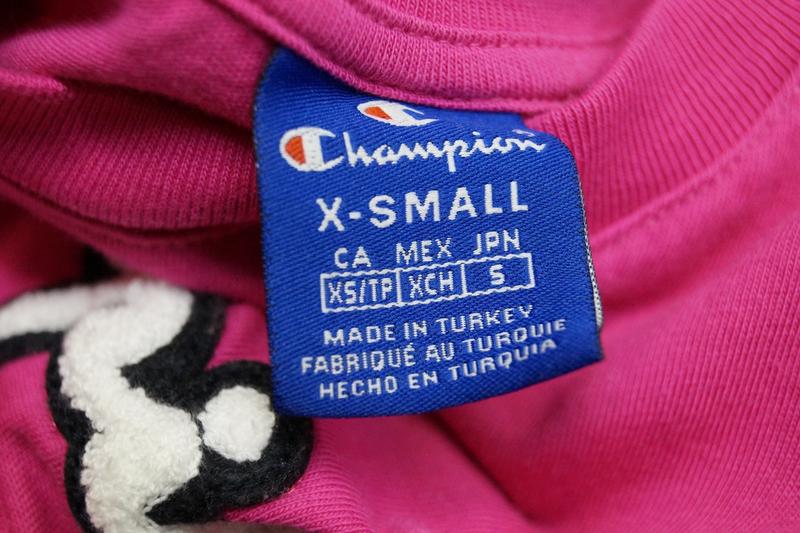 Champion
X-SMALL
CA MEX JPN
XS/TP XCH S
MADE IN TURKEY
FABRIQUÉ AU TURQUIE
HECHO EN TURQUIA